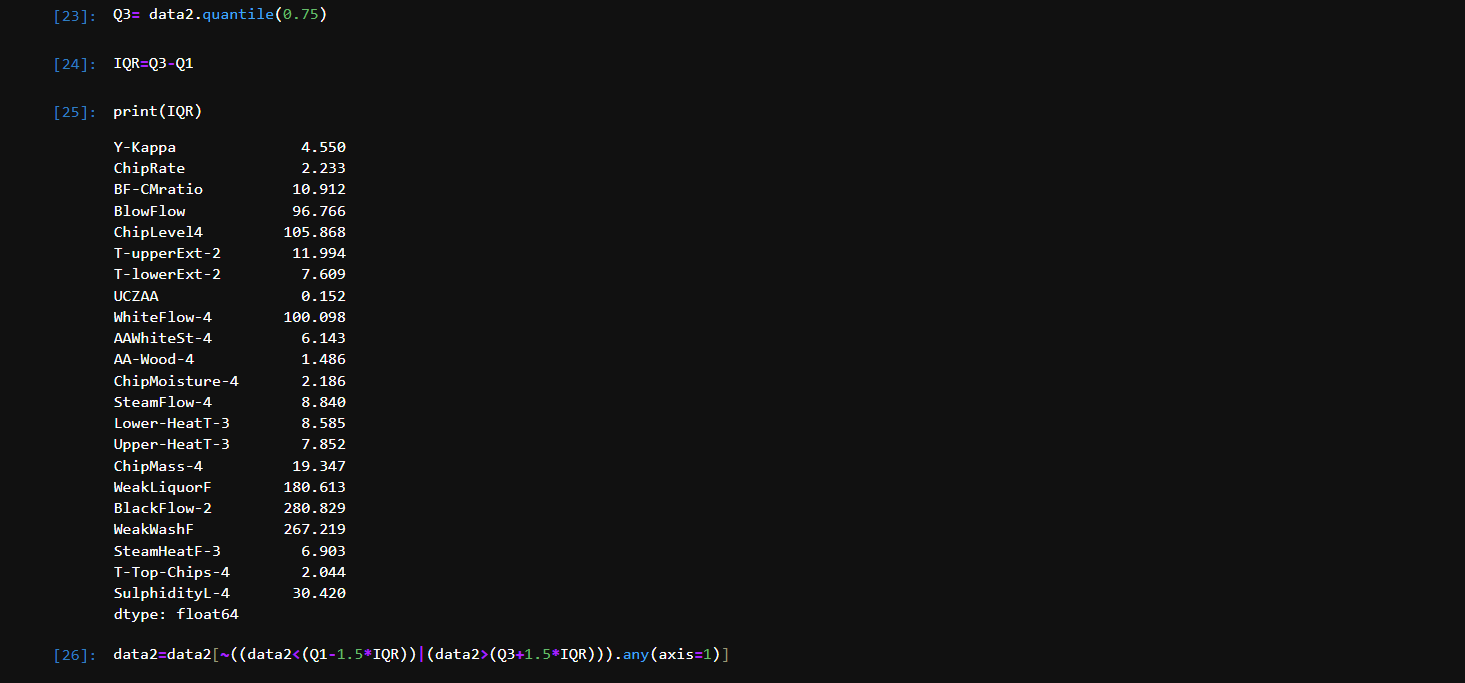 [23]: Q3= data2.quantile(0.75)
[24]: IQR=Q3-Q1
[25]: print(IQR)
Y-Kappa 4.550
ChipRate 2.233
BF-CMratio 10.912
BlowFlow 96.766
ChipLevel4 105.868
T-upperExt-2 11.994
T-lowerExt-2 7.609
UCZAA 0.152
WhiteFlow-4 100.098
AAWhiteSt-4 6.143
AA-Wood-4 1.486
ChipMoisture-4 2.186
SteamFlow-4 8.840
Lower-HeatT-3 8.585
Upper-HeatT-3 7.852
ChipMass-4 19.347
WeakLiquorF 180.613
BlackFlow-2 280.829
WeakWashF 267.219
SteamHeatF-3 6.903
T-Top-Chips-4 2.044
SulphidityL-4 30.420
dtype: float64
[26]: data2=data2[~((data2<(Q1-1.5*IQR))|(data2>(Q3+1.5*IQR))).any(axis=1)]